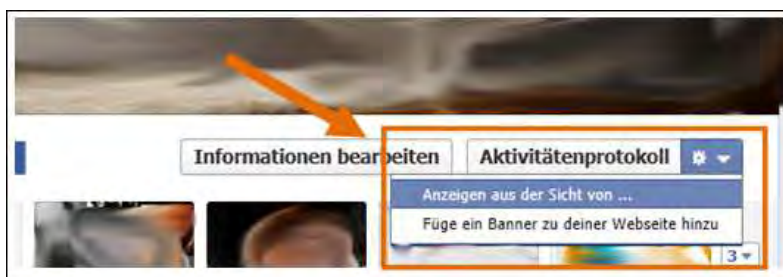 Informationen bearbeiten
Aktivitätenprotokoll
Anzeigen aus der Sicht von ...
Füge ein Banner zu deiner Webseite hinzu
3